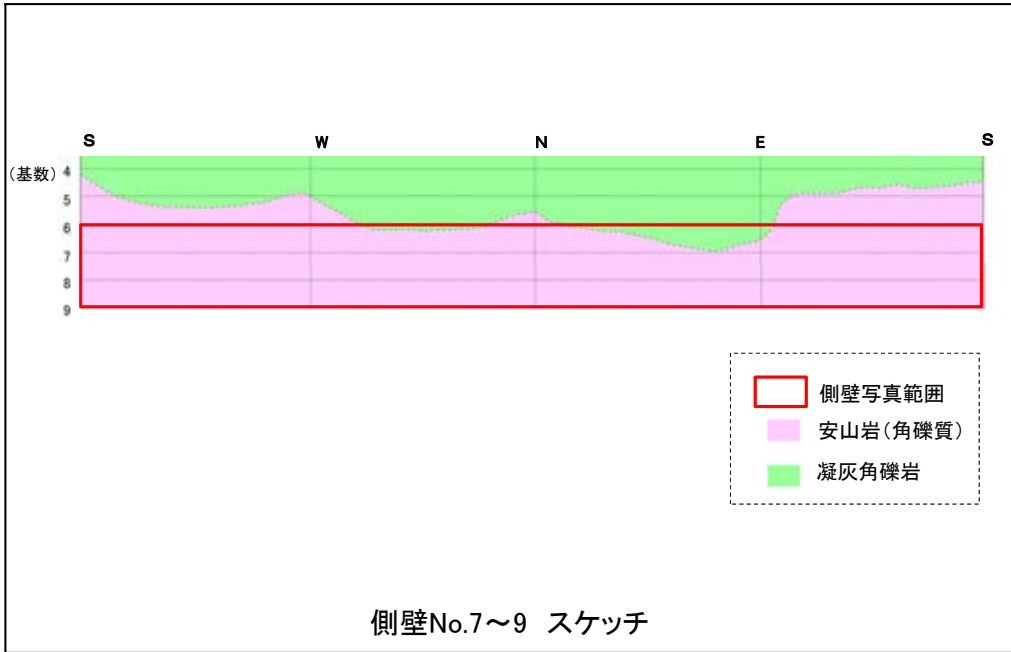 S W N E S
(基数) 4
5
6
7
8
9
側壁写真範囲
安山岩(角礫質)
凝灰角礫岩
側壁No.7~9 スケッチ